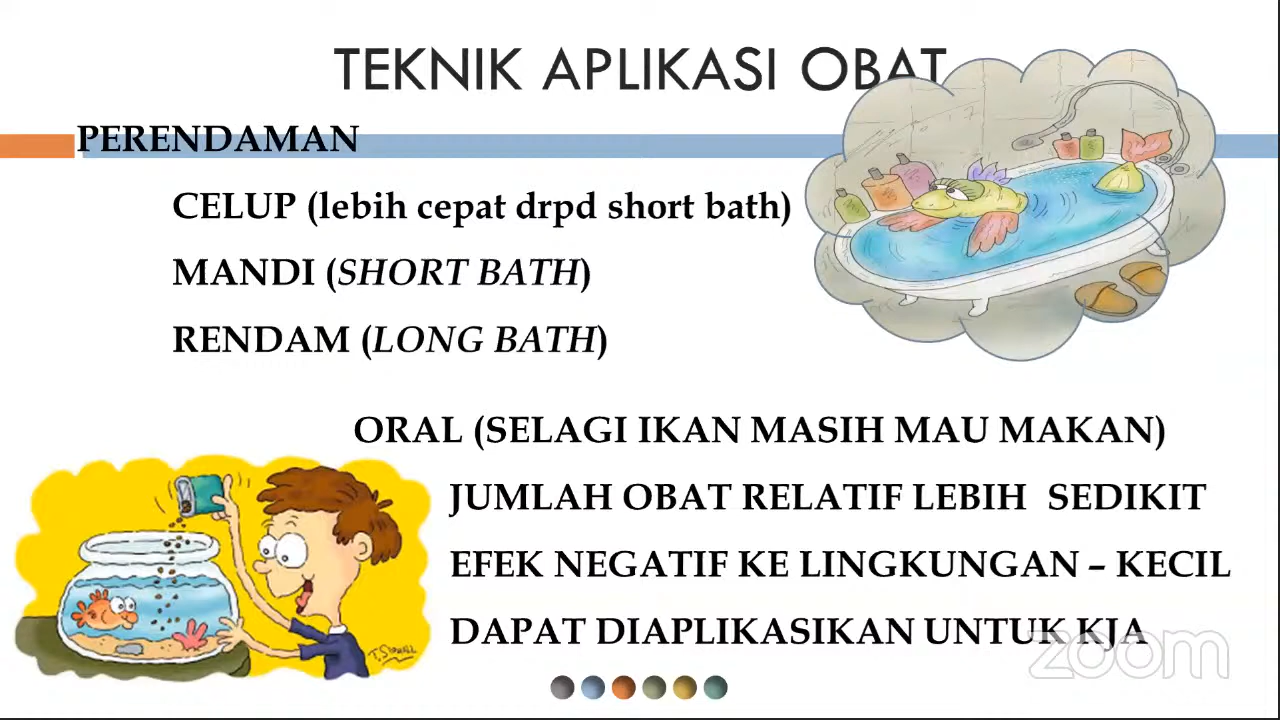 TEKNIK APLIKASI OBAT
PERENDAMAN
CELUP (lebih cepat drpd short bath)
MANDI (SHORT BATH)
RENDAM (LONG BATH)
ORAL (SELAGI IKAN MASIH MAU MAKAN)
JUMLAH OBAT RELATIF LEBIH SEDIKIT
EFEK NEGATIF KE LINGKUNGAN – KECIL
DAPAT DIAPLIKASIKAN UNTUK KJA
zoom